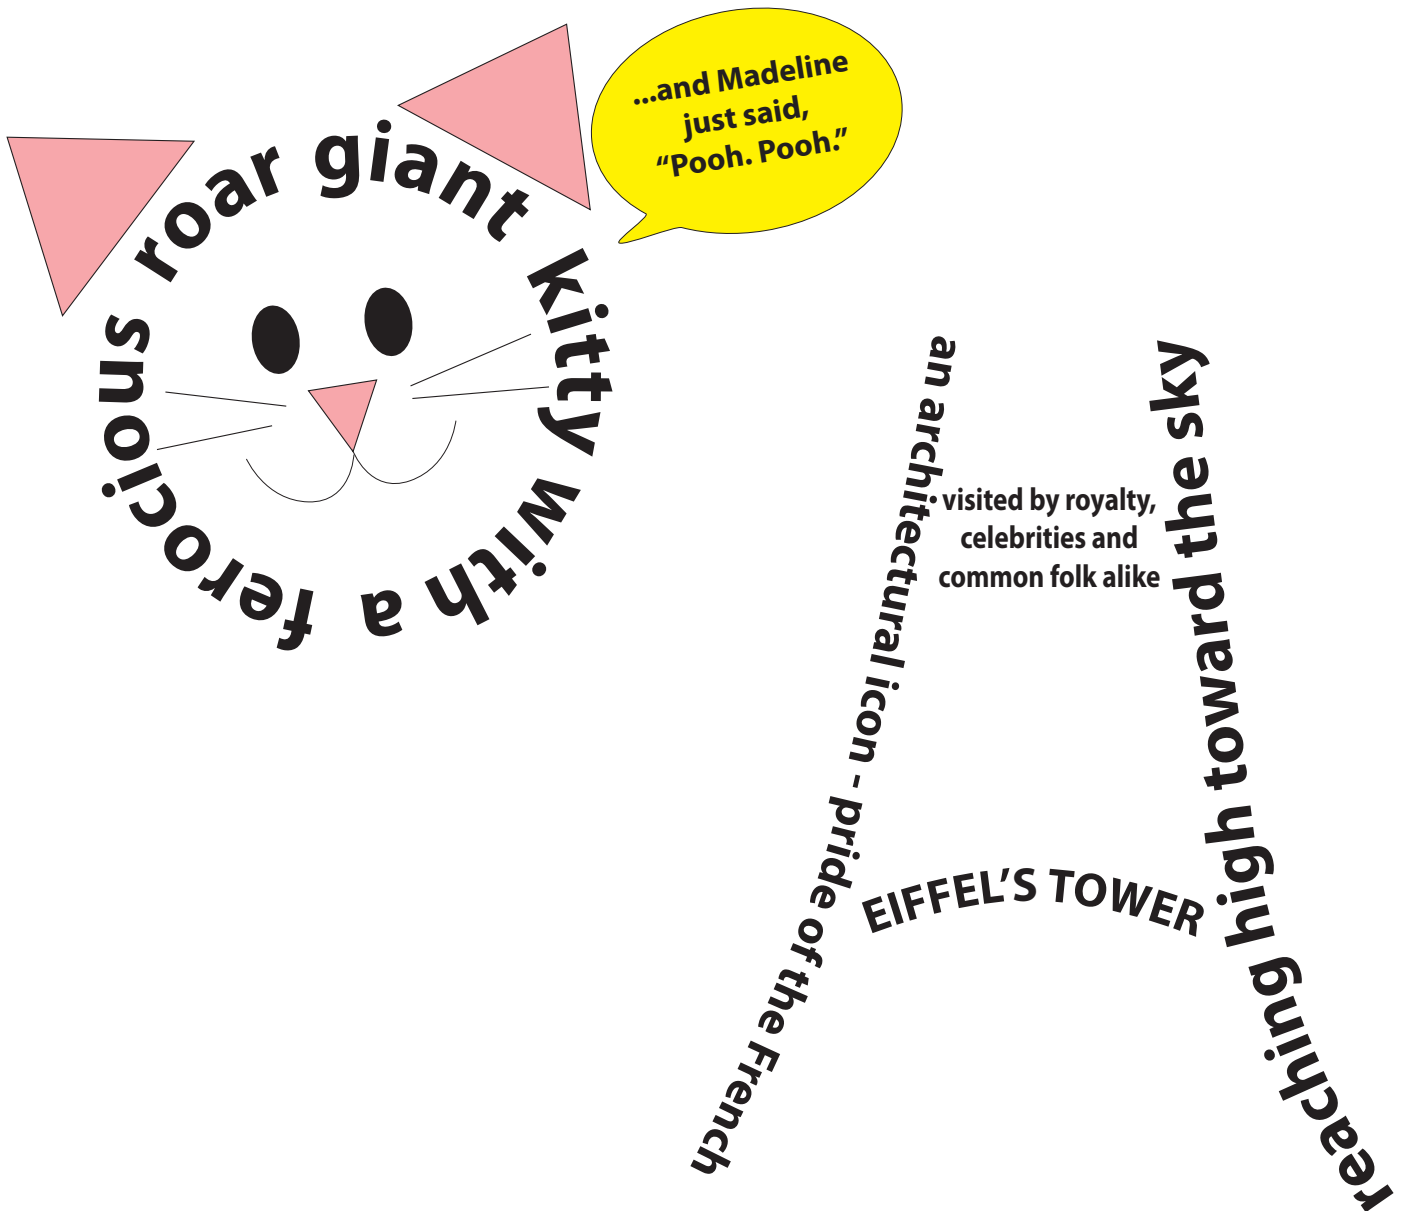 giant kitty with a ferocious roar
...and Madeline
just said,
“Pooh. Pooh.”
an architectural icon - pride of the French
visited by royalty,
celebrities and
common folk alike
EIFFEL’S TOWER
reaching high toward the sky